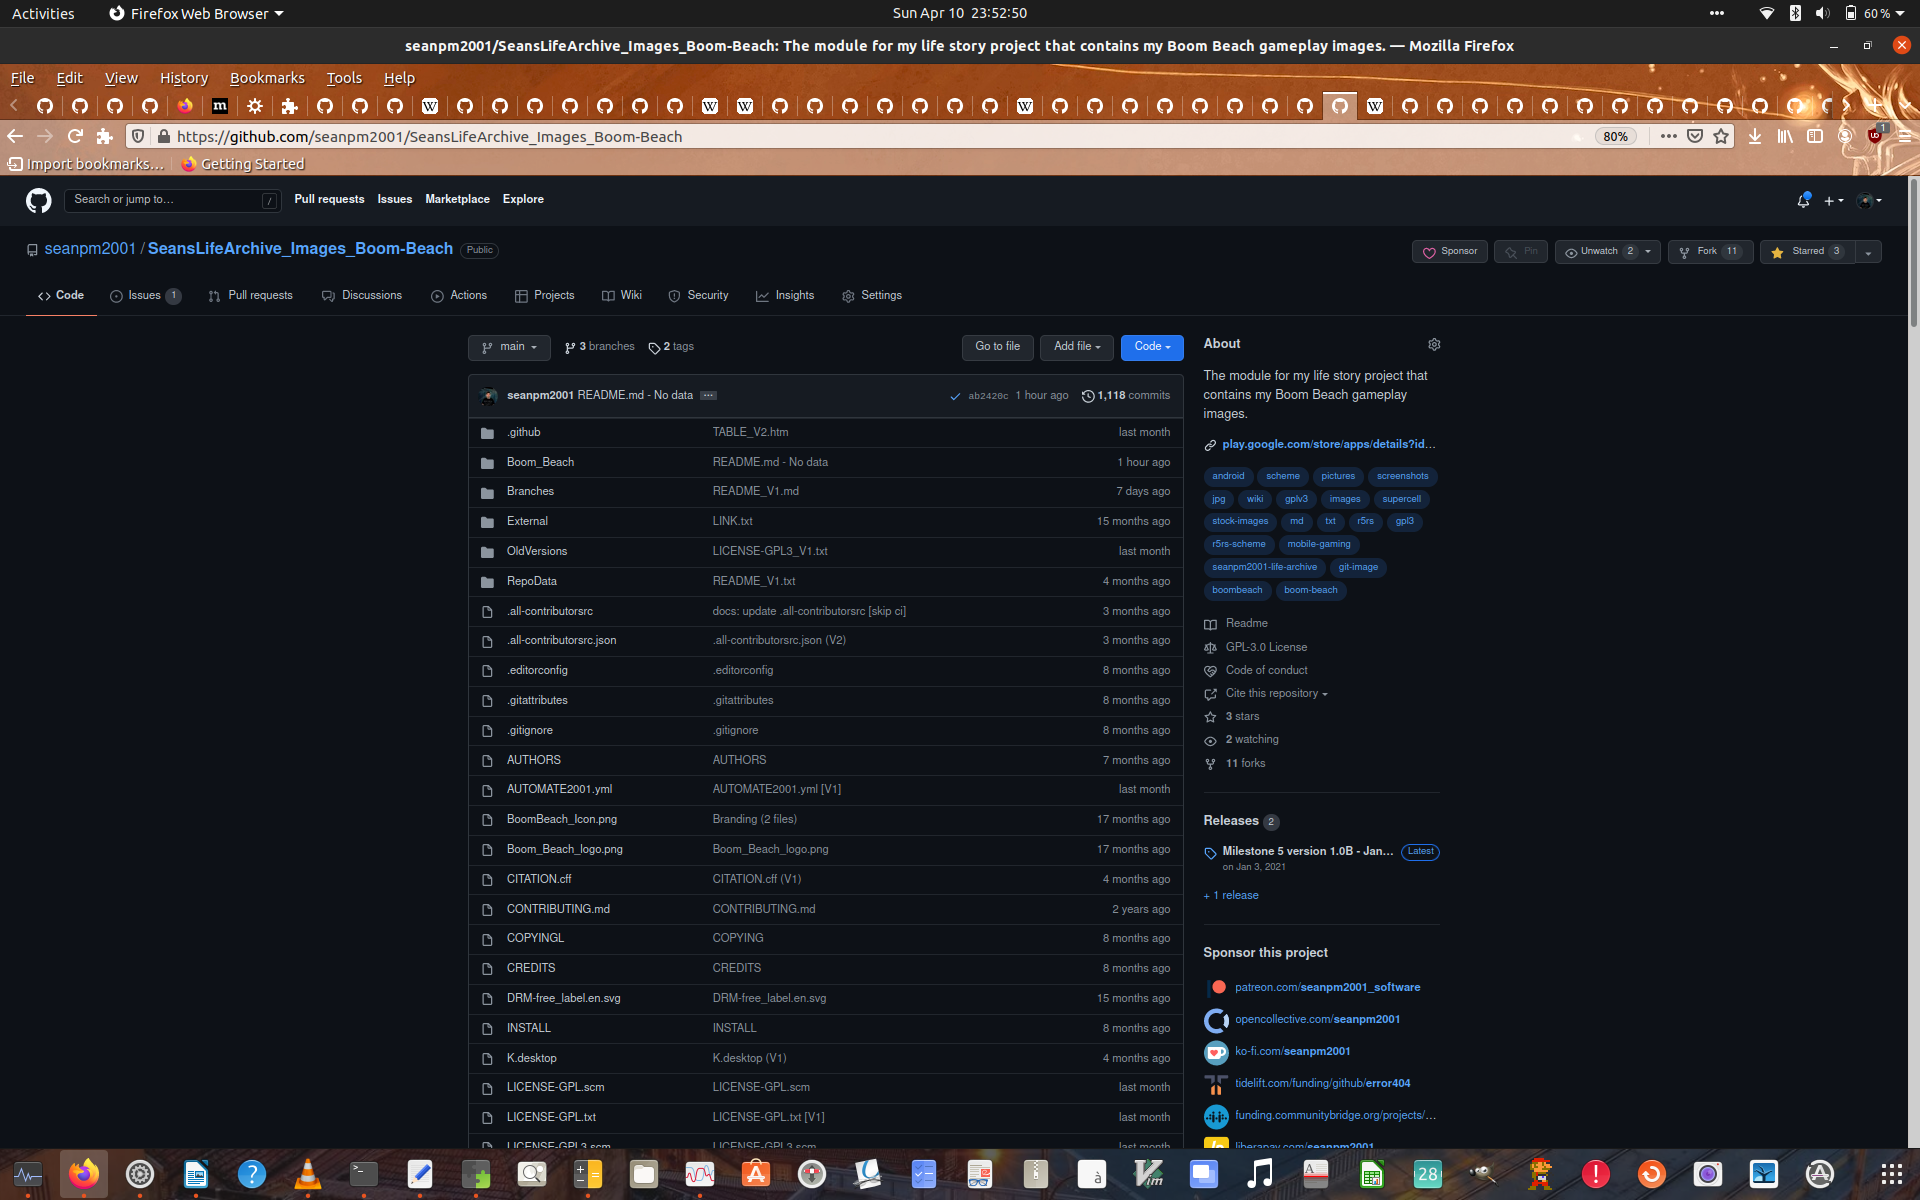 Activities
Firefox Web Browser
Sun Apr 10 23:52:50
60 %
seanpm2001/SeansLifeArchive_Images_Boom-Beach: The module for my life story project that contains my Boom Beach gameplay images. — Mozilla Firefox
File Edit View History Bookmarks Tools Help
https://github.com/seanpm2001/SeansLifeArchive_Images_Boom-Beach
80%
1
Import bookmarks… Getting Started
Search or jump to… /
Pull requests Issues Marketplace Explore
seanpm2001 / SeansLifeArchive_Images_Boom-Beach Public
Sponsor Pin Unwatch 2 Fork 11 Starred 3
Code Issues 1 Pull requests Discussions Actions Projects Wiki Security Insights Settings
main 3 branches 2 tags
Go to file Add file Code
seanpm2001 README.md - No data ab2420c 1 hour ago 1,118 commits
.github TABLE_V2.htm last month
Boom_Beach README.md - No data 1 hour ago
Branches README_V1.md 7 days ago
External LINK.txt 15 months ago
OldVersions LICENSE-GPL3_V1.txt last month
RepoData README_V1.txt 4 months ago
.all-contributorsrc docs: update .all-contributorsrc [skip ci] 3 months ago
.all-contributorsrc.json .all-contributorsrc.json (V2) 3 months ago
.editorconfig .editorconfig 8 months ago
.gitattributes .gitattributes 8 months ago
.gitignore .gitignore 8 months ago
AUTHORS AUTHORS 7 months ago
AUTOMATE2001.yml AUTOMATE2001.yml [V1] last month
BoomBeach_Icon.png Branding (2 files) 17 months ago
Boom_Beach_logo.png Boom_Beach_logo.png 17 months ago
CITATION.cff CITATION.cff (V1) 4 months ago
CONTRIBUTING.md CONTRIBUTING.md 2 years ago
COPYINGL COPYING 8 months ago
CREDITS CREDITS 8 months ago
DRM-free_label.en.svg DRM-free_label.en.svg 15 months ago
INSTALL INSTALL 8 months ago
K.desktop K.desktop (V1) 4 months ago
LICENSE-GPL.scm LICENSE-GPL.scm last month
LICENSE-GPL.txt LICENSE-GPL.txt [V1] last month
LICENSE-GPL3.scm LICENSE-GPL3.scm last month
About
The module for my life story project that
contains my Boom Beach gameplay
images.
play.google.com/store/apps/details?id…
android scheme pictures screenshots
jpg wiki gplv3 images supercell
stock-images md txt r5rs gpl3
r5rs-scheme mobile-gaming
seanpm2001-life-archive git-image
boombeach boom-beach
Readme
GPL-3.0 License
Code of conduct
Cite this repository
3 stars
2 watching
11 forks
Releases 2
Milestone 5 version 1.0B - Jan… Latest
on Jan 3, 2021
+ 1 release
Sponsor this project
patreon.com/seanpm2001_software
opencollective.com/seanpm2001
ko-fi.com/seanpm2001
tidelift.com/funding/github/error404
funding.communitybridge.org/projects/…
liberapay.com/seanpm2001
28